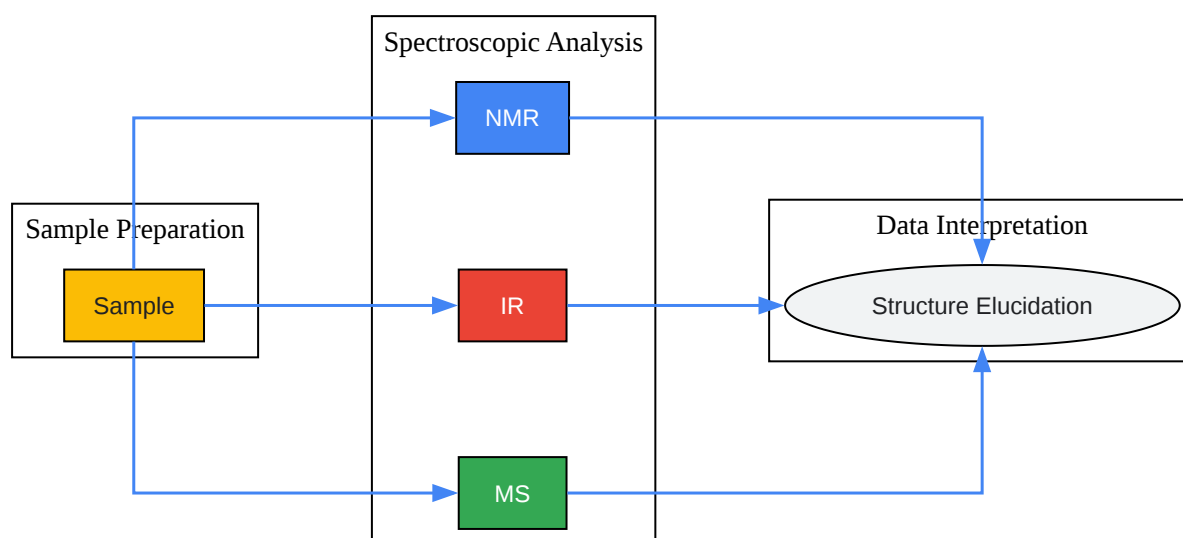 Spectroscopic Analysis
NMR
Sample Preparation
Data Interpretation
Sample
IR
Structure Elucidation
MS